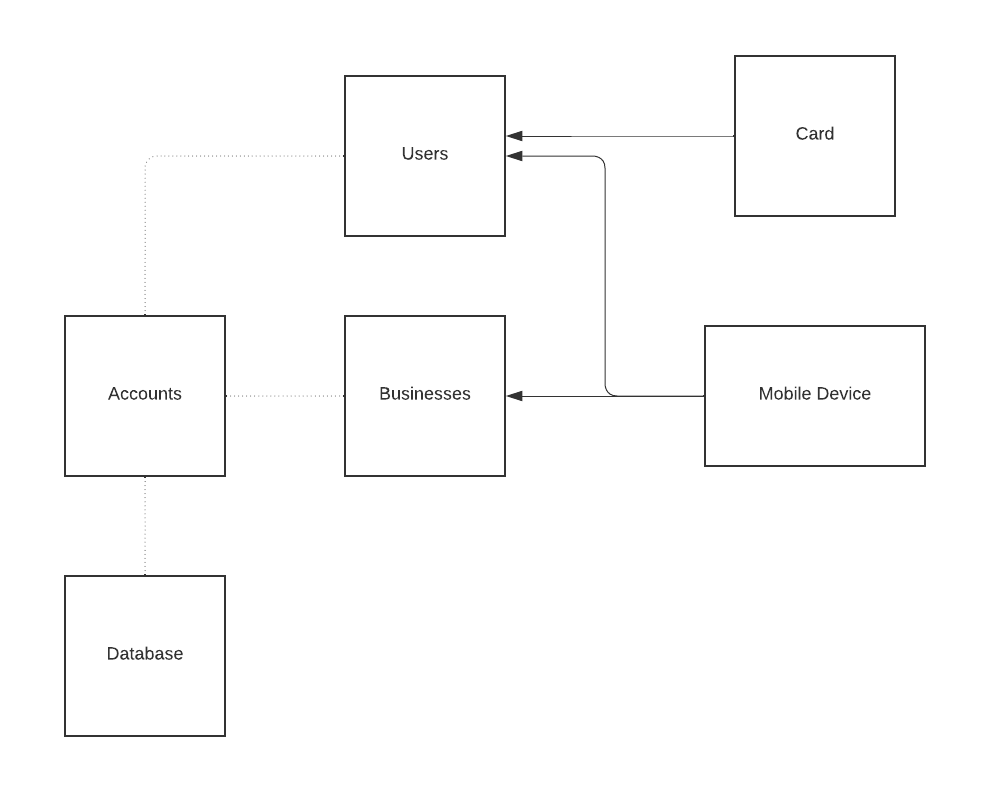 Card
Users
Accounts
Businesses
Mobile Device
Database